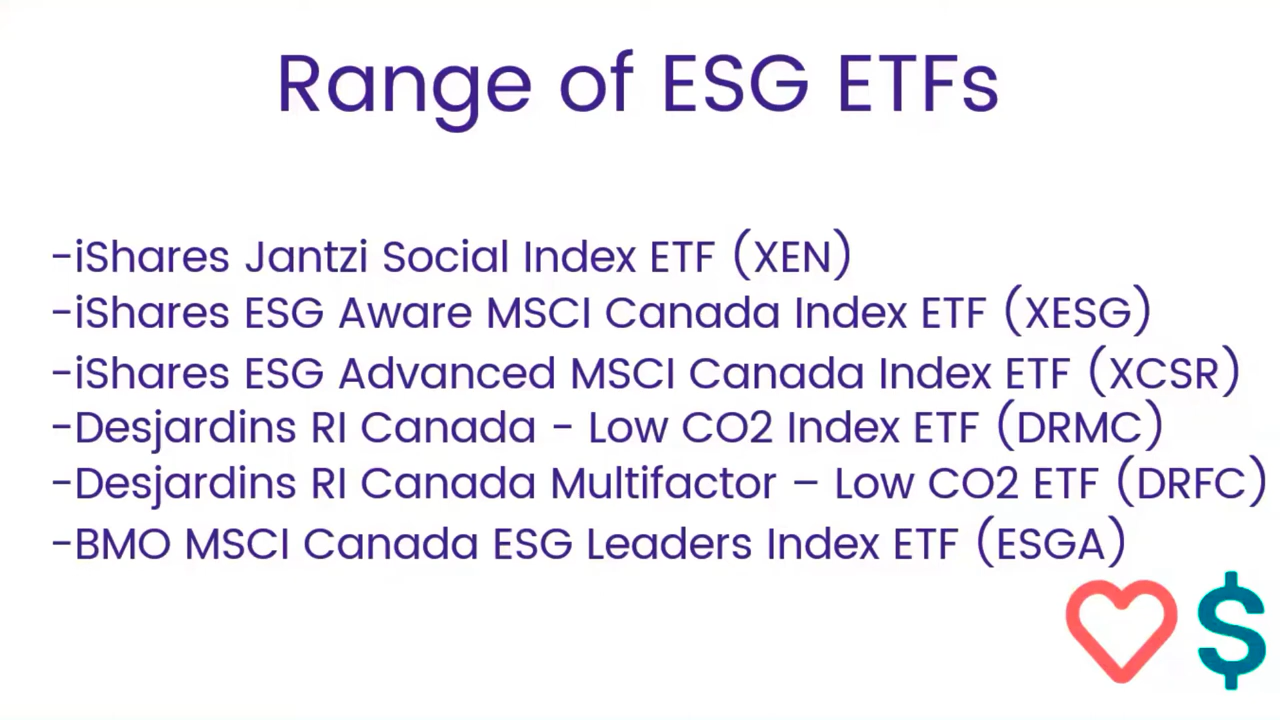 Range of ESG ETFs
-iShares Jantzi Social Index ETF (XEN)
-iShares ESG Aware MSCI Canada Index ETF (XESG)
-iShares ESG Advanced MSCI Canada Index ETF (XCSR)
-Desjardins RI Canada - Low CO2 Index ETF (DRMC)
-Desjardins RI Canada Multifactor – Low CO2 ETF (DRFC)
-BMO MSCI Canada ESG Leaders Index ETF (ESGA)
$